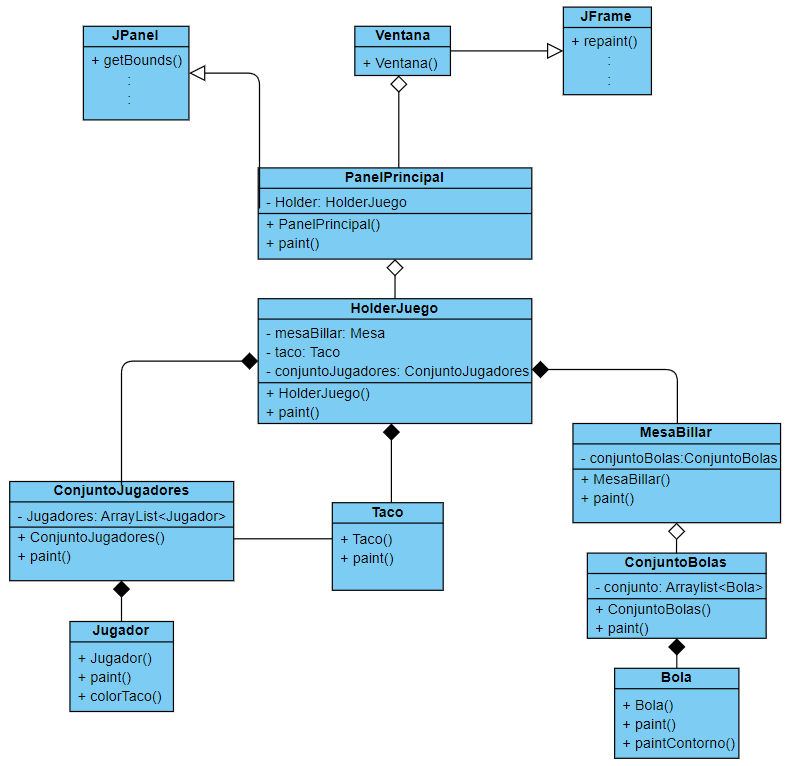 JPanel
+ getBounds()
:
:
Ventana
+ Ventana()
JFrame
+ repaint()
:
:
PanelPrincipal
- Holder: HolderJuego
+ PanelPrincipal()
+ paint()
HolderJuego
- mesaBillar: Mesa
- taco: Taco
- conjuntoJugadores: ConjuntoJugadores
+ HolderJuego()
+ paint()
MesaBillar
- conjuntoBolas:ConjuntoBolas
+ MesaBillar()
+ paint()
ConjuntoJugadores
- Jugadores: ArrayList<Jugador>
+ ConjuntoJugadores()
+ paint()
Taco
+ Taco()
+ paint()
ConjuntoBolas
- conjunto: Arraylist<Bola>
+ ConjuntoBolas()
+ paint()
Jugador
+ Jugador()
+ paint()
+ colorTaco()
Bola
+ Bola()
+ paint()
+ paintContorno()